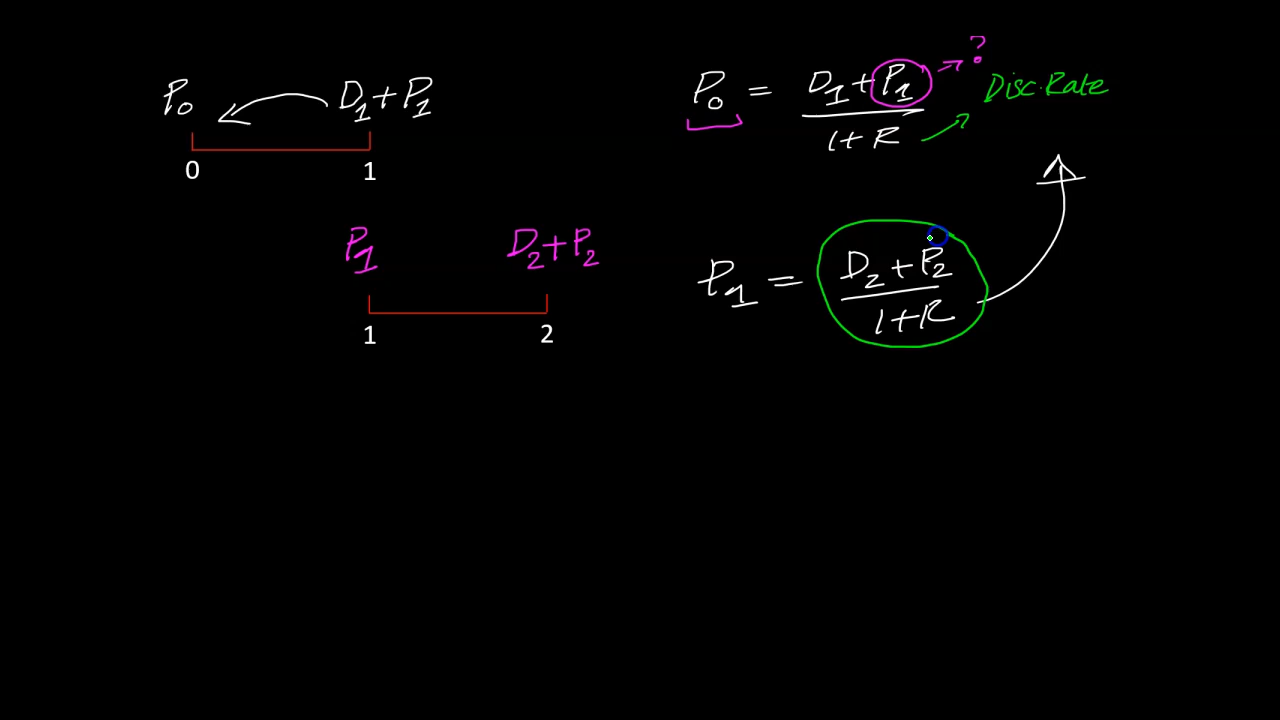 P₀ D₁+P₁
0 1
P₁ D₂+P₂
1 2
P₀ = D₁+P₁ ?
1+R Disc.Rate
P₁ = D₂+P₂
1+R